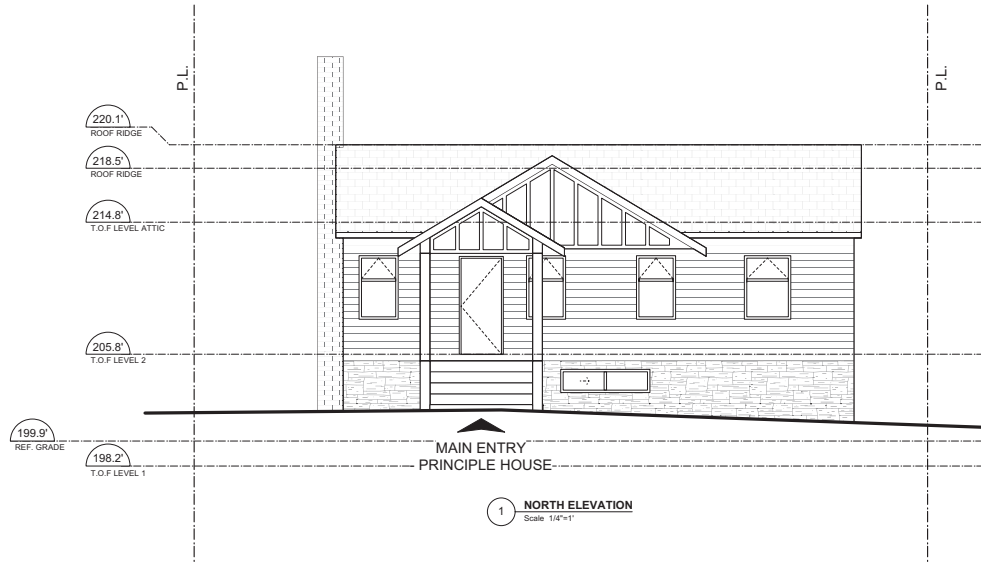 P.L.
P.L.
220.1'
ROOF RIDGE
218.5'
ROOF RIDGE
214.8'
T.O.F LEVEL ATTIC
205.8'
T.O.F LEVEL 2
199.9'
REF. GRADE
198.2'
T.O.F LEVEL 1
MAIN ENTRY
PRINCIPLE HOUSE
1
NORTH ELEVATION
Scale 1/4"=1'